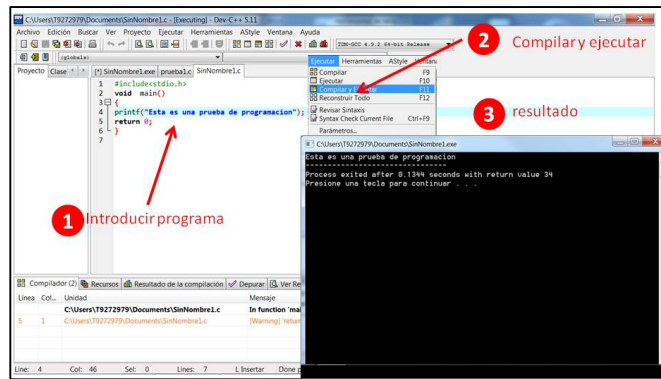 C:\Users\T9272979\Documents\SinNombre1.c - [Executing] - Dev-C++ 5.11
Archivo Edición Buscar Ver Proyecto Ejecutar Herramientas AStyle Ventana Ayuda
TDM-GCC 4.9.2 64-bit Release
(globals)
Proyecto Clase
[*] SinNombre1.exe prueba1.c SinNombre1.c
1 #include<stdio.h>
2 void main()
3 {
4 printf("Esta es una prueba de programacion");
5 return 0;
6 }
7
Ejecutar Herramientas AStyle Ventana
Compilar F9
Ejecutar F10
Compilar y Ejecutar F11
Reconstruir Todo F12
Revisar Sintaxis
Syntax Check Current File Ctrl+F9
Parámetros...
2 Compilar y ejecutar
3 resultado
1 Introducir programa
C:\Users\T9272979\Documents\SinNombre1.exe
Esta es una prueba de programacion
--------------------------------
Process exited after 0.1344 seconds with return value 34
Presione una tecla para continuar . . .
Compilador (2) Recursos Resultado de la compilación Depurar Ver Re
Línea Col... Unidad Mensaje
C:\Users\T9272979\Documents\SinNombre1.c In function 'mai
5 1 C:\Users\T9272979\Documents\SinNombre1.c [Warning] 'return
Line: 4 Col: 46 Sel: 0 Lines: 7 Insertar Done p